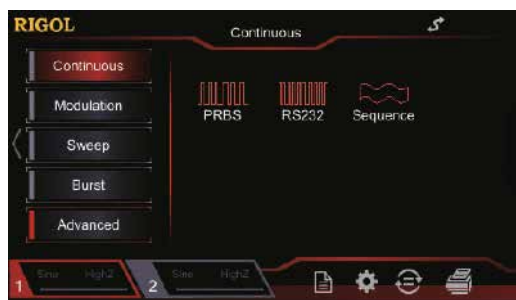 RIGOL
Continuous
Continuous
Modulation
Sweep
Burst
Advanced
PRBS RS232 Sequence
1 Sine HighZ 2 Sine HighZ